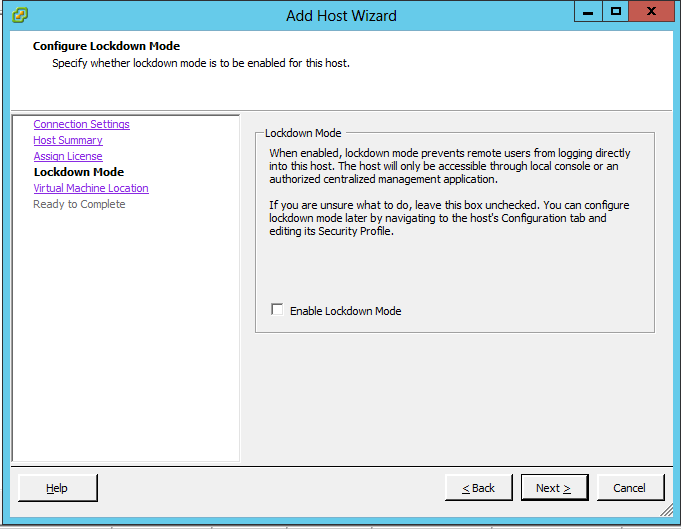 Add Host Wizard
Configure Lockdown Mode
Specify whether lockdown mode is to be enabled for this host.
Connection Settings
Host Summary
Assign License
Lockdown Mode
Virtual Machine Location
Ready to Complete
Lockdown Mode
When enabled, lockdown mode prevents remote users from logging directly
into this host. The host will only be accessible through local console or an
authorized centralized management application.
If you are unsure what to do, leave this box unchecked. You can configure
lockdown mode later by navigating to the host's Configuration tab and
editing its Security Profile.
Enable Lockdown Mode
Help
< Back
Next >
Cancel